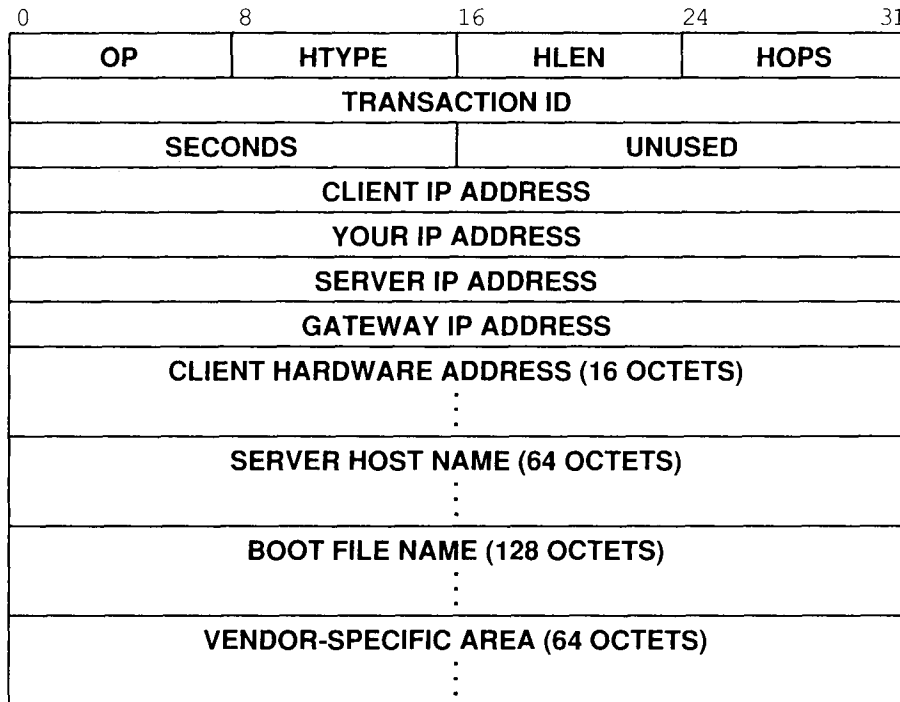 0 8 16 24 31
OP HTYPE HLEN HOPS
TRANSACTION ID
SECONDS UNUSED
CLIENT IP ADDRESS
YOUR IP ADDRESS
SERVER IP ADDRESS
GATEWAY IP ADDRESS
CLIENT HARDWARE ADDRESS (16 OCTETS)
SERVER HOST NAME (64 OCTETS)
BOOT FILE NAME (128 OCTETS)
VENDOR-SPECIFIC AREA (64 OCTETS)